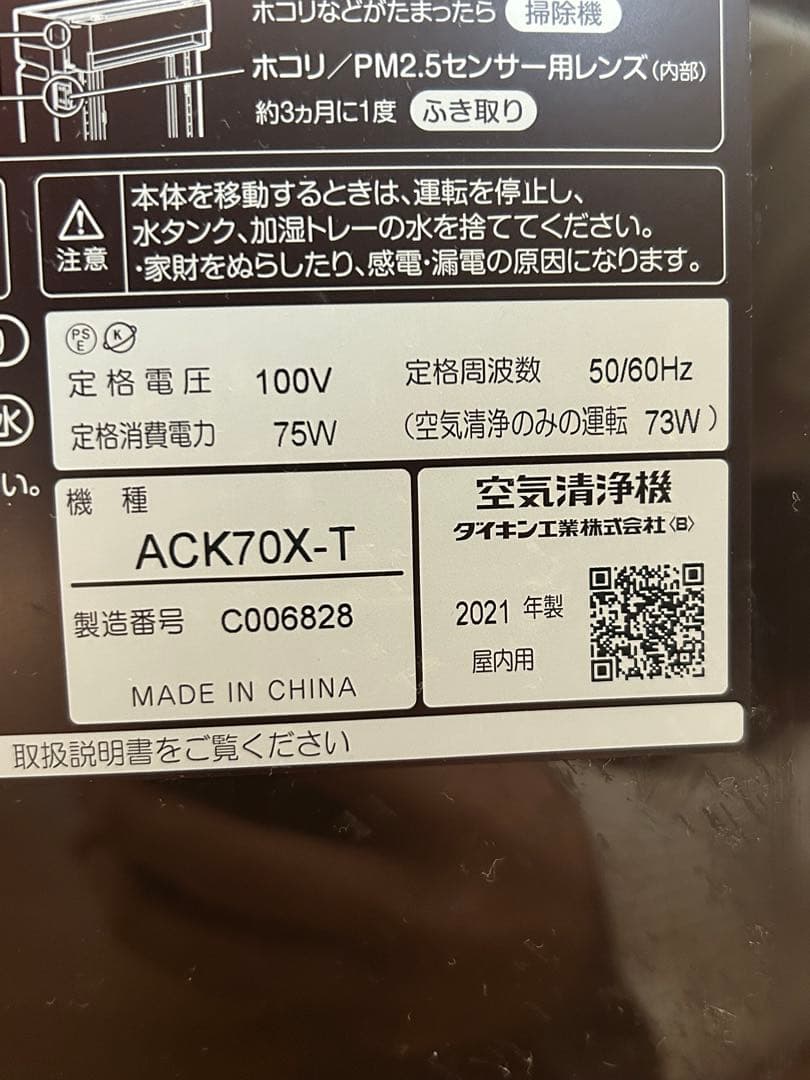 ホコリなどがたまったら 掃除機
ホコリ／PM2.5センサー用レンズ(内部)
約3ヵ月に1度 ふき取り
注意
本体を移動するときは、運転を停止し、
水タンク、加湿トレーの水を捨ててください。
・家財をぬらしたり、感電・漏電の原因になります。
水
い。
PS
E
K
定格電圧 100V 定格周波数 50/60Hz
定格消費電力 75W (空気清浄のみの運転 73W)
機種
ACK70X-T
製造番号 C006828
MADE IN CHINA
空気清浄機
ダイキン工業株式会社〈B〉
2021 年製
屋内用
取扱説明書をご覧ください